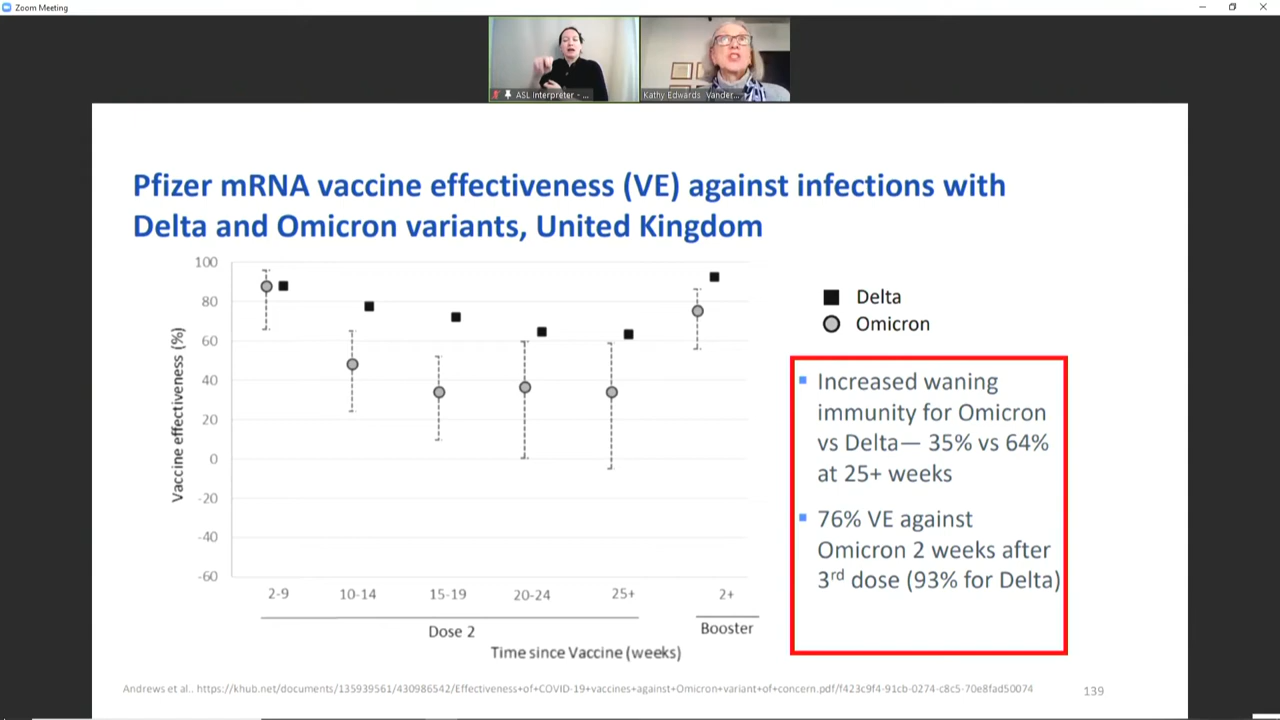 Zoom Meeting
ASL Interpreter - ...
Kathy Edwards Vander...
Pfizer mRNA vaccine effectiveness (VE) against infections with
Delta and Omicron variants, United Kingdom
Vaccine effectiveness (%)
100
80
60
40
20
0
-20
-40
-60
2-9 10-14 15-19 20-24 25+ 2+
Dose 2 Booster
Time since Vaccine (weeks)
Delta
Omicron
Increased waning
immunity for Omicron
vs Delta— 35% vs 64%
at 25+ weeks
76% VE against
Omicron 2 weeks after
3rd dose (93% for Delta)
Andrews et al.. https://khub.net/documents/135939561/430986542/Effectiveness+of+COVID-19+vaccines+against+Omicron+variant+of+concern.pdf/f423c9f4-91cb-0274-c8c5-70e8fad50074
139